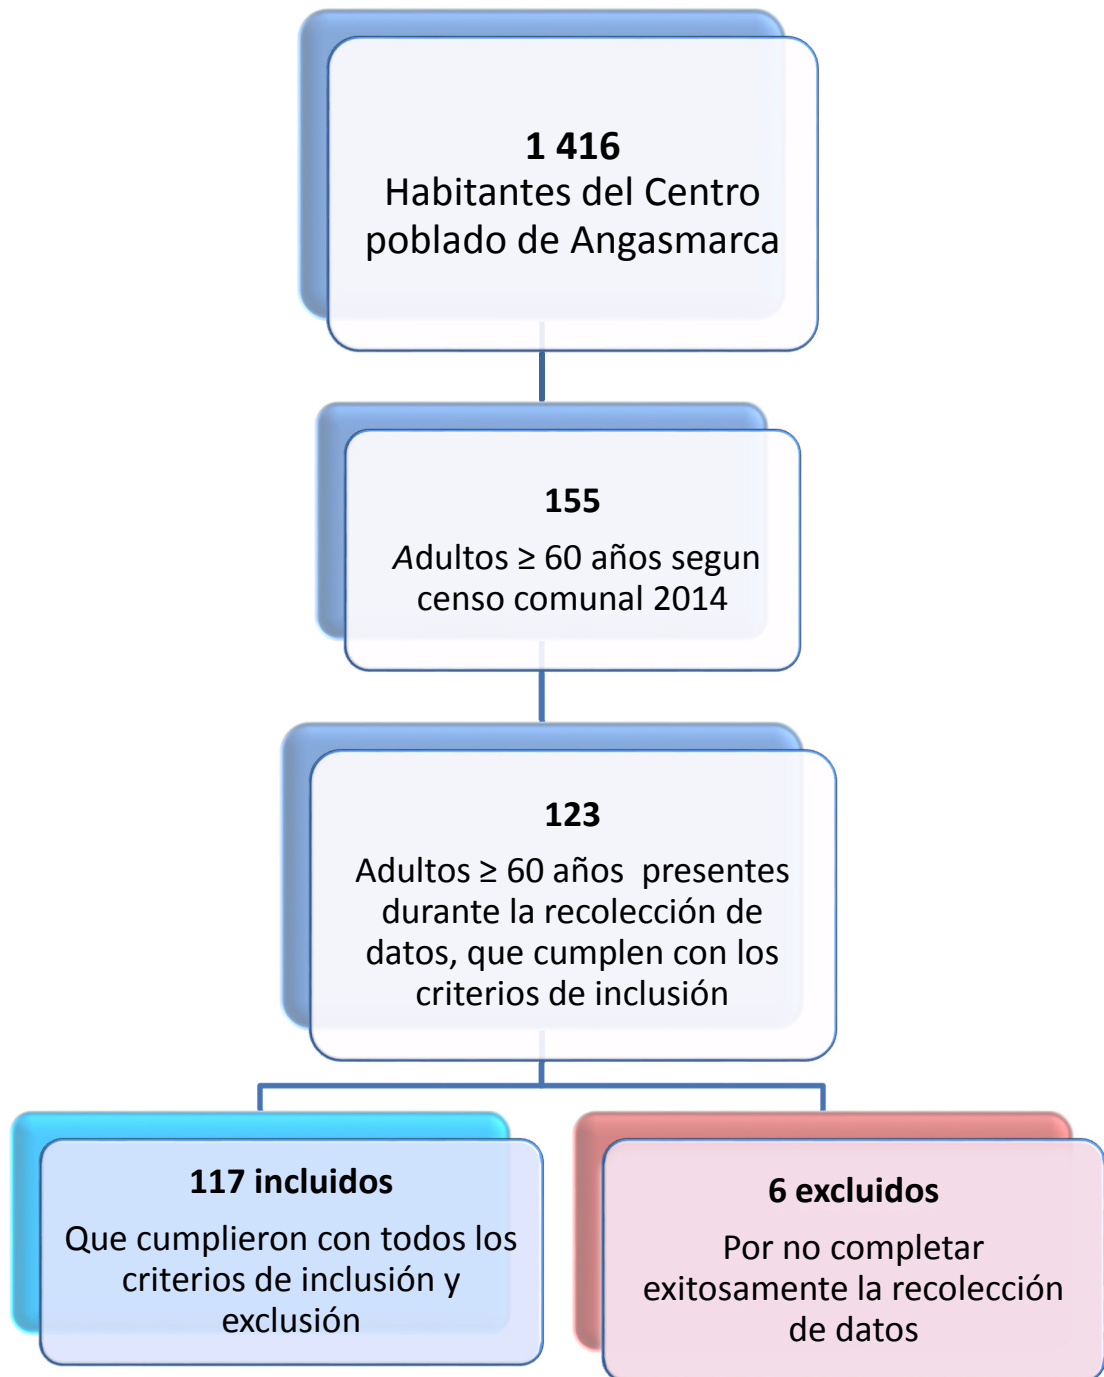 1 416
Habitantes del Centro
poblado de Angasmarca
155
Adultos ≥ 60 años segun
censo comunal 2014
123
Adultos ≥ 60 años  presentes
durante la recolección de
datos, que cumplen con los
criterios de inclusión
117 incluidos
Que cumplieron con todos los
criterios de inclusión y
exclusión
6 excluidos
Por no completar
exitosamente la recolección
de datos